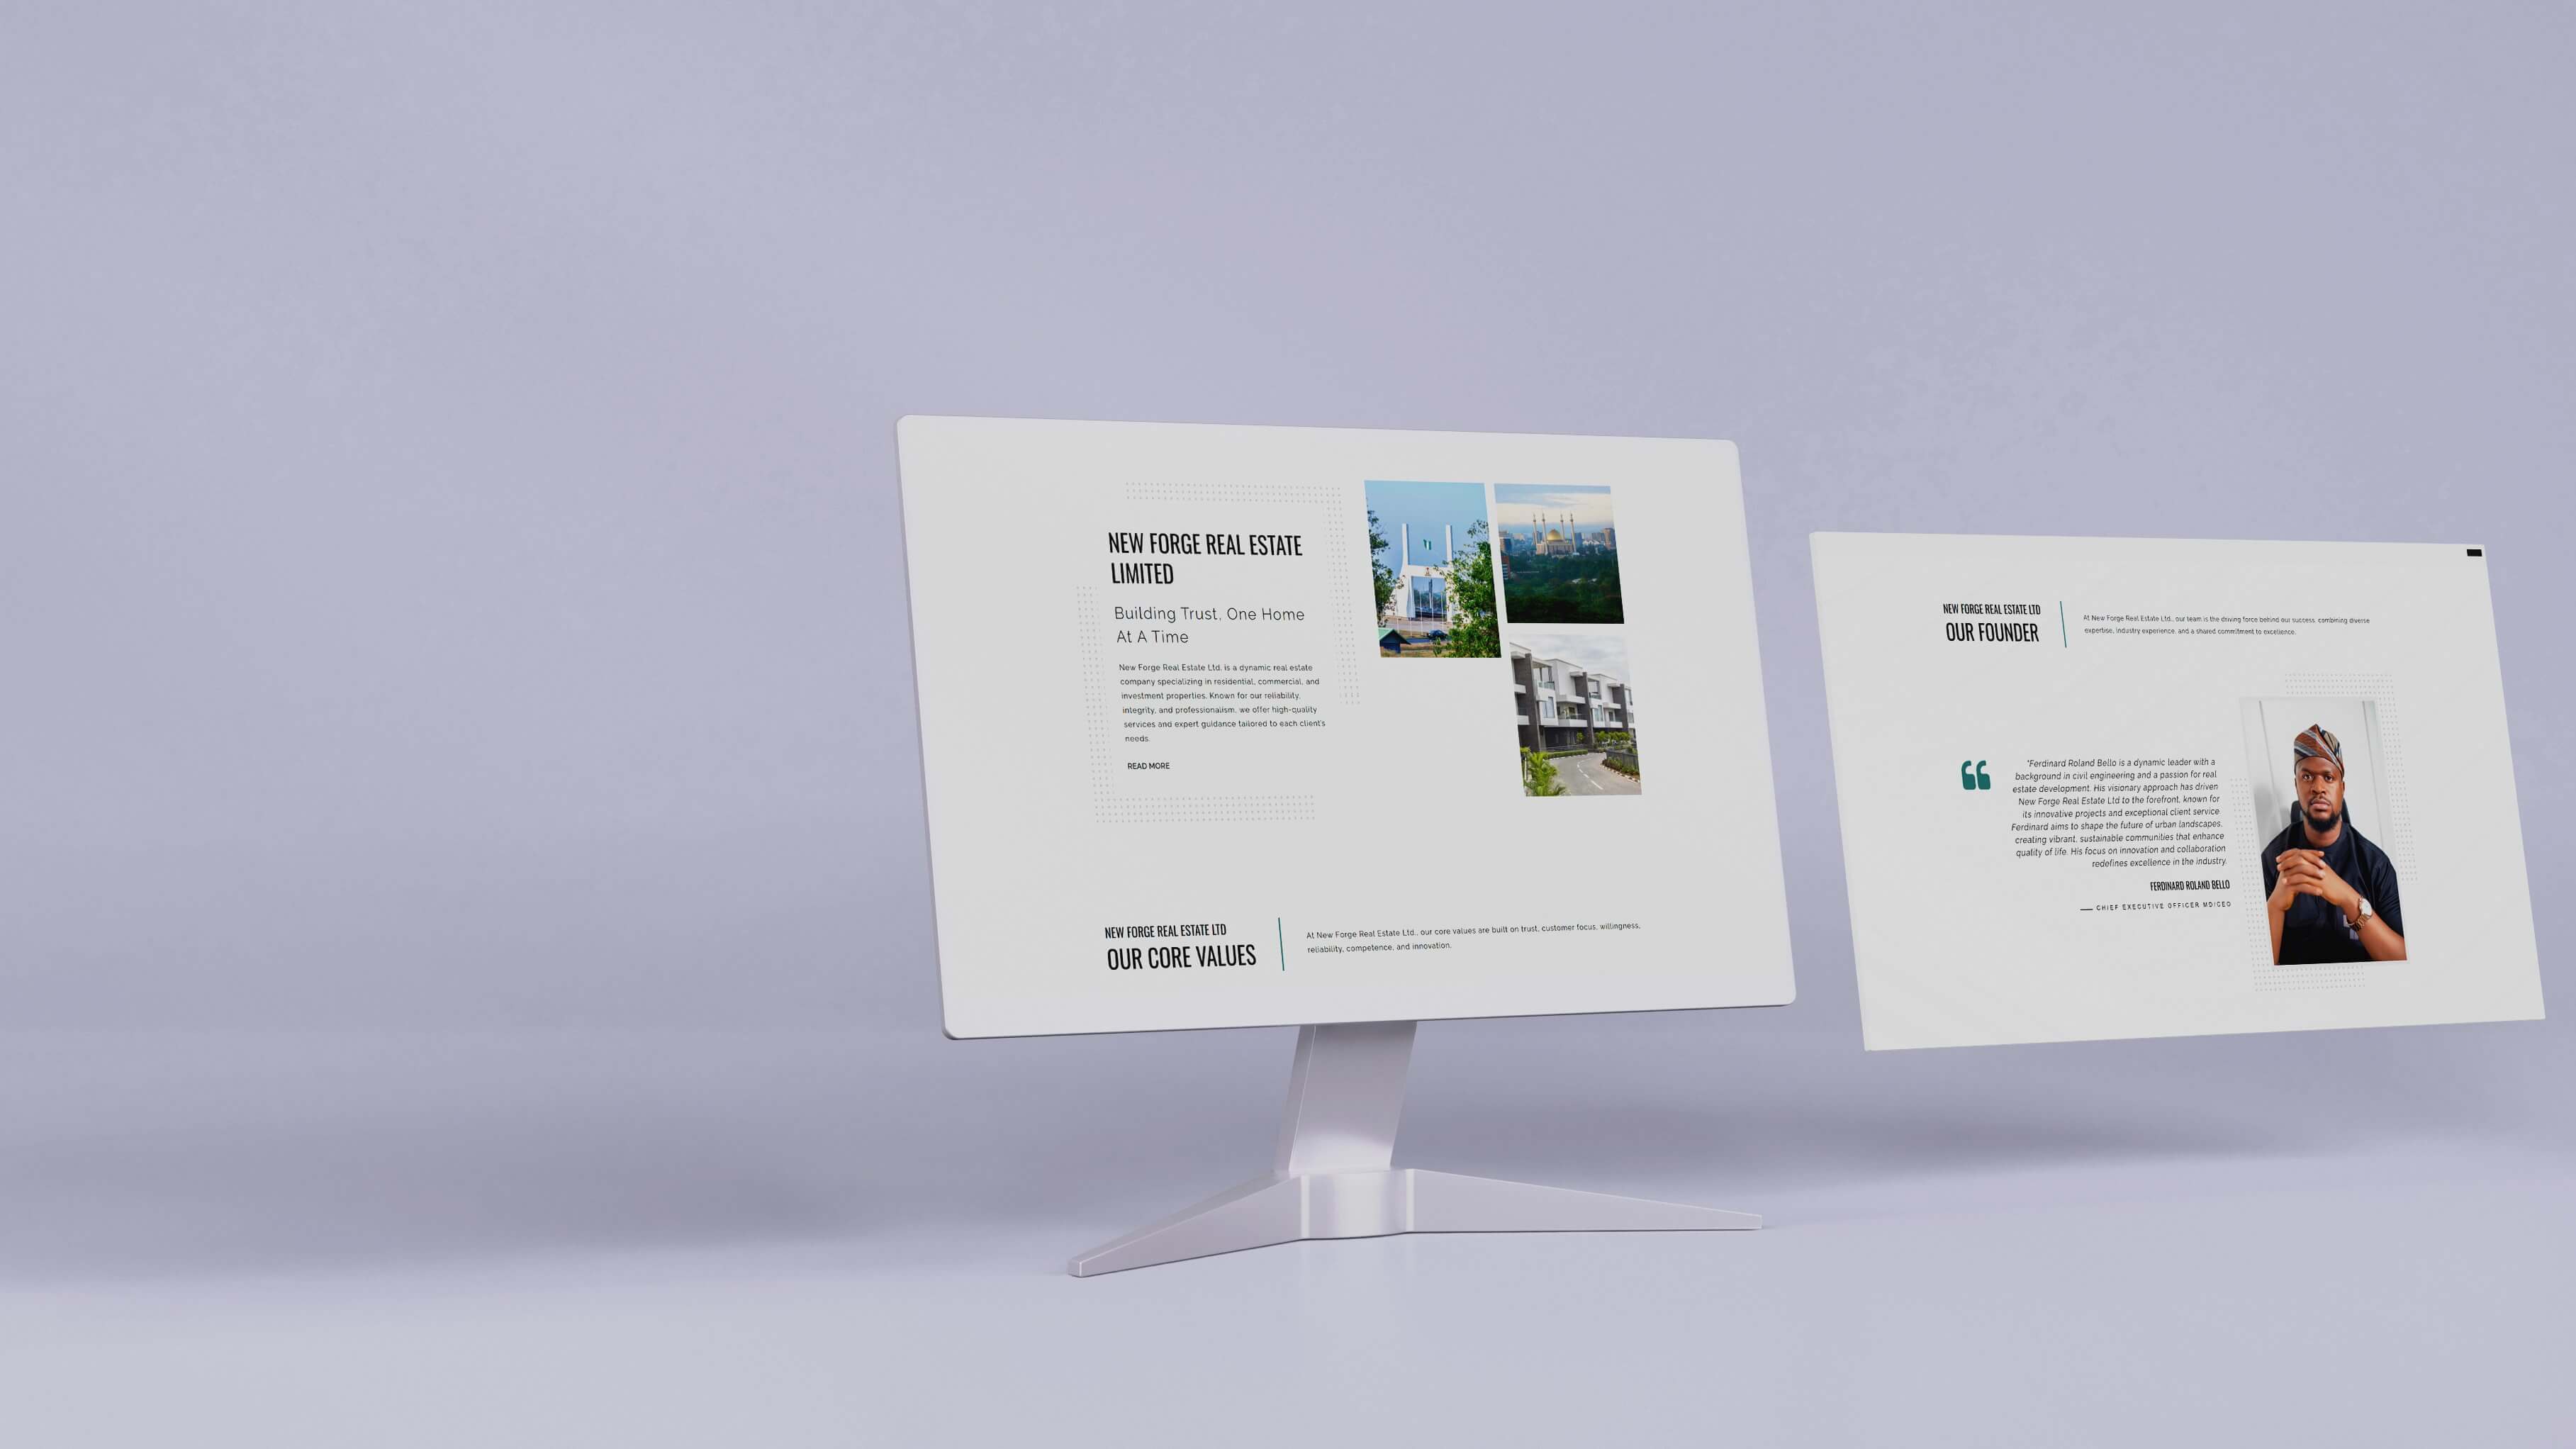 NEW FORGE REAL ESTATE
LIMITED
Building Trust, One Home
At A Time
New Forge Real Estate Ltd. is a dynamic real estate
company specializing in residential, commercial, and
investment properties. Known for our reliability,
integrity, and professionalism, we offer high-quality
services and expert guidance tailored to each client's
needs.
READ MORE
NEW FORGE REAL ESTATE LTD
OUR CORE VALUES
At New Forge Real Estate Ltd., our core values are built on trust, customer focus, willingness,
reliability, competence, and innovation.
NEW FORGE REAL ESTATE LTD
OUR FOUNDER
At New Forge Real Estate Ltd., our team is the driving force behind our success, combining diverse
expertise, industry experience, and a shared commitment to excellence.
"Ferdinard Roland Bello is a dynamic leader with a
background in civil engineering and a passion for real
estate development. His visionary approach has driven
New Forge Real Estate Ltd to the forefront, known for
its innovative projects and exceptional client service.
Ferdinard aims to shape the future of urban landscapes,
creating vibrant, sustainable communities that enhance
quality of life. His focus on innovation and collaboration
redefines excellence in the industry.
FERDINARD ROLAND BELLO
CHIEF EXECUTIVE OFFICER MD/CEO